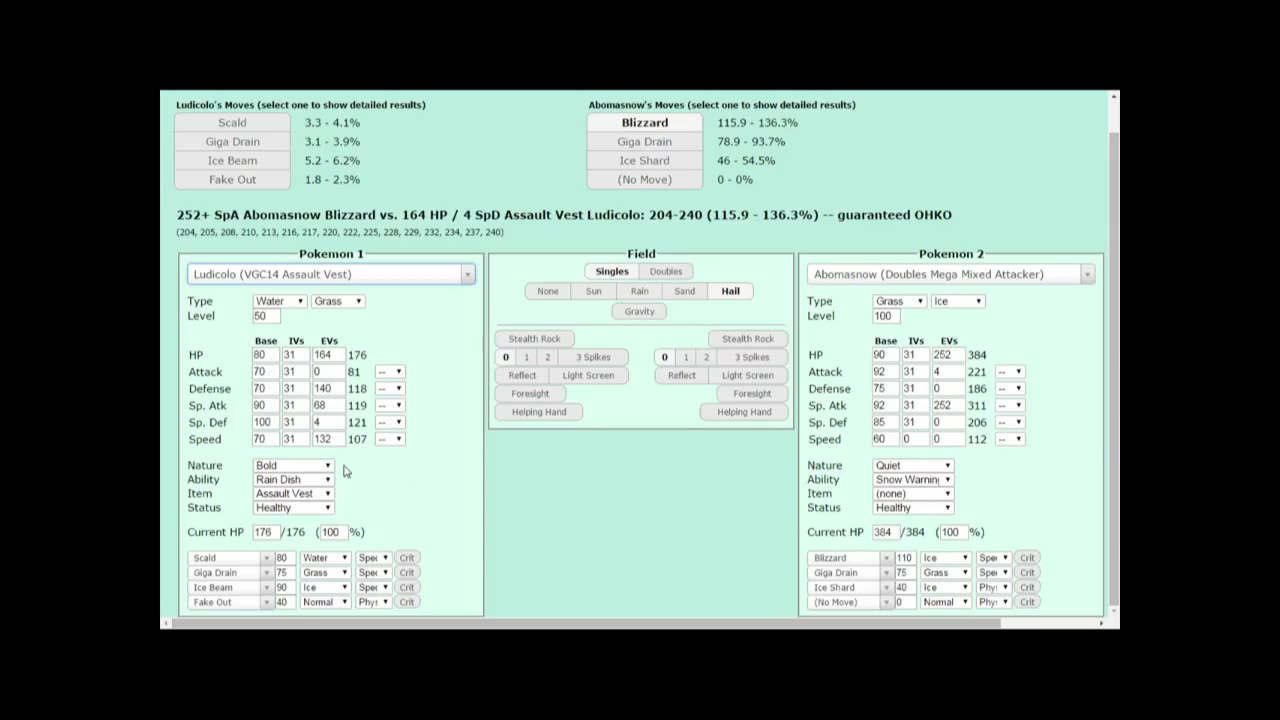 Ludicolo's Moves (select one to show detailed results)
Abomasnow's Moves (select one to show detailed results)
Scald 3.3 - 4.1%
Blizzard 115.9 - 136.3%
Giga Drain 3.1 - 3.9%
Giga Drain 78.9 - 93.7%
Ice Beam 5.2 - 6.2%
Ice Shard 46 - 54.5%
Fake Out 1.8 - 2.3%
(No Move) 0 - 0%
252+ SpA Abomasnow Blizzard vs. 164 HP / 4 SpD Assault Vest Ludicolo: 204-240 (115.9 - 136.3%) -- guaranteed OHKO
(204, 205, 208, 210, 213, 216, 217, 220, 222, 225, 228, 229, 232, 234, 237, 240)
Pokemon 1
Ludicolo (VGC14 Assault Vest)
Type Water Grass
Level 50
Base IVs EVs
HP 80 31 164 176
Attack 70 31 0 81 --
Defense 70 31 140 118 --
Sp. Atk 90 31 68 119 --
Sp. Def 100 31 4 121 --
Speed 70 31 132 107 --
Nature Bold
Ability Rain Dish
Item Assault Vest
Status Healthy
Current HP 176 /176 (100 %)
Scald 80 Water Spe Crit
Giga Drain 75 Grass Spe Crit
Ice Beam 90 Ice Spe Crit
Fake Out 40 Normal Phy Crit
Field
Singles Doubles
None Sun Rain Sand Hail
Gravity
Stealth Rock Stealth Rock
0 1 2 3 Spikes 0 1 2 3 Spikes
Reflect Light Screen Reflect Light Screen
Foresight Foresight
Helping Hand Helping Hand
Pokemon 2
Abomasnow (Doubles Mega Mixed Attacker)
Type Grass Ice
Level 100
Base IVs EVs
HP 90 31 252 384
Attack 92 31 4 221 --
Defense 75 31 0 186 --
Sp. Atk 92 31 252 311 --
Sp. Def 85 31 0 206 --
Speed 60 0 0 112 --
Nature Quiet
Ability Snow Warnin
Item (none)
Status Healthy
Current HP 384 /384 (100 %)
Blizzard 110 Ice Spe Crit
Giga Drain 75 Grass Spe Crit
Ice Shard 40 Ice Phy Crit
(No Move) 0 Normal Phy Crit